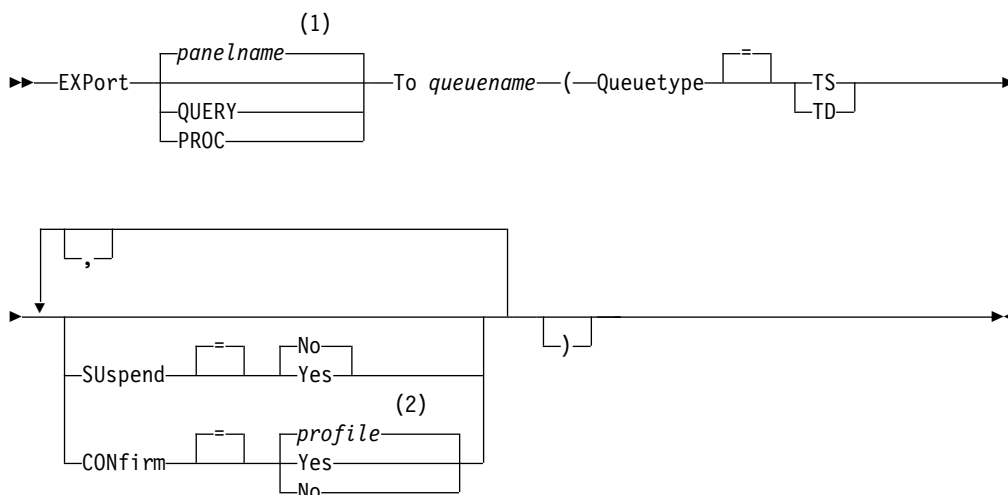 (1)
panelname
EXPort To queuename ( Queuetype = TS
QUERY TD
PROC
,
= No
SUspend Yes
(2)
= profile
CONfirm Yes
No
)